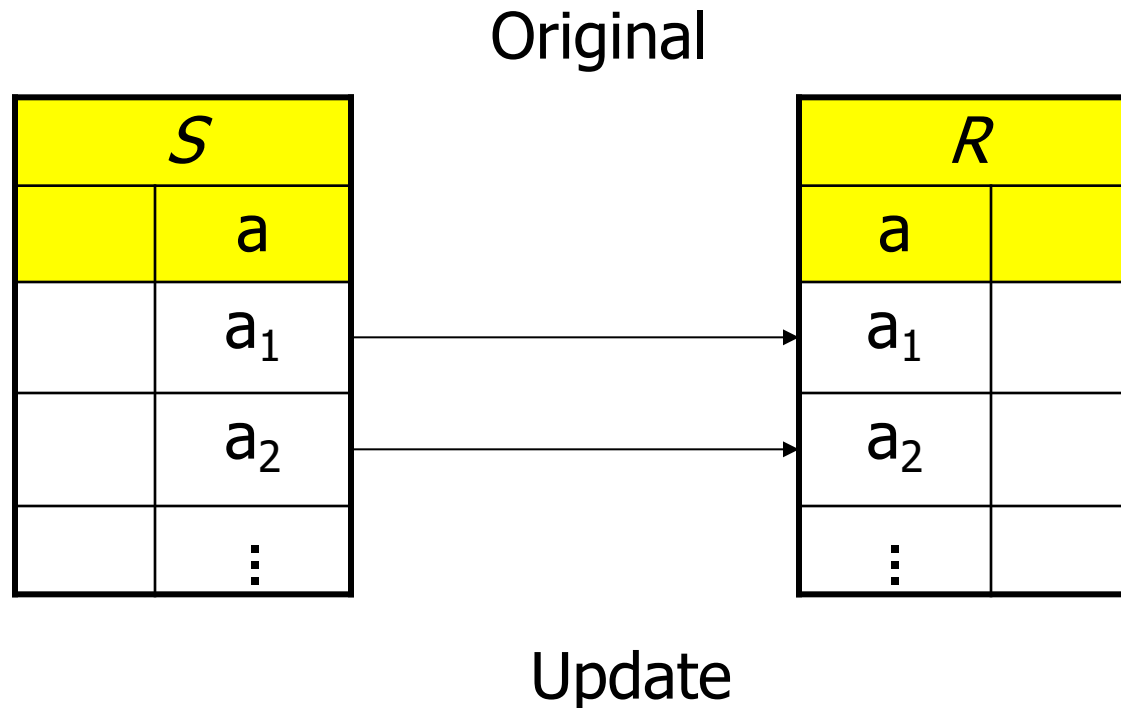 Original
S R
a a
a₁ a₁
a₂ a₂
⋮ ⋮
Update